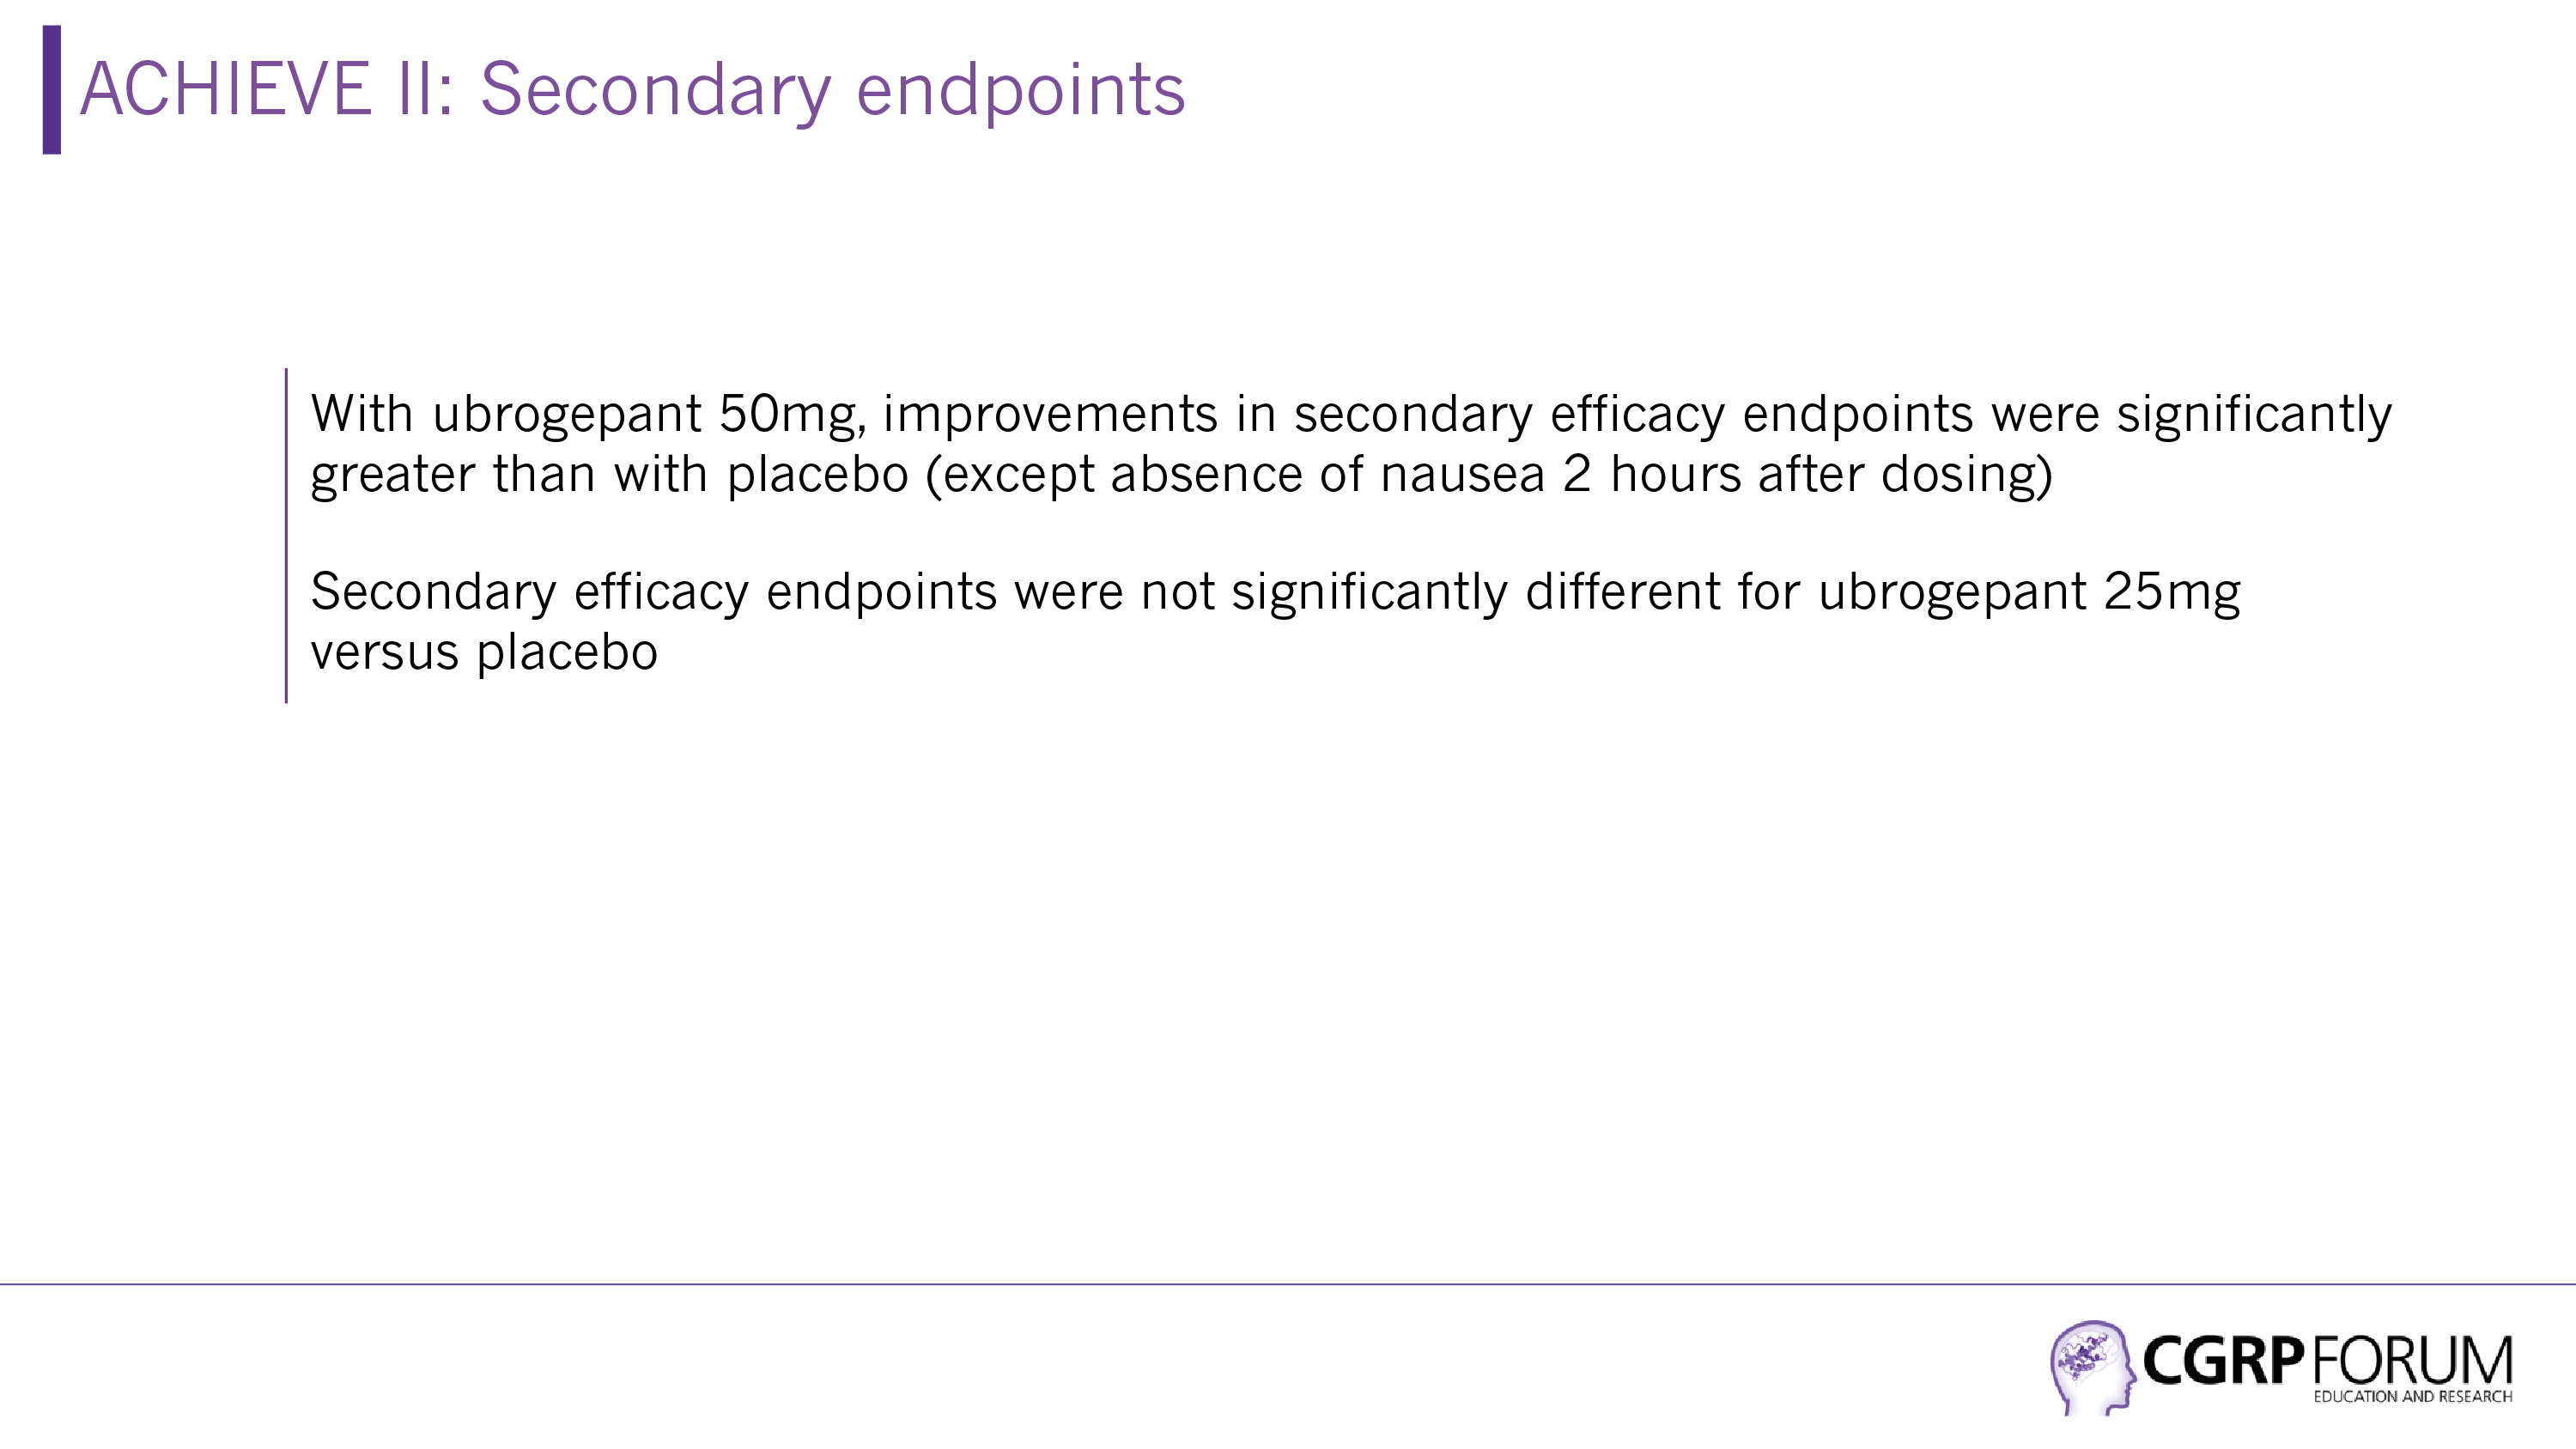 ACHIEVE II: Secondary endpoints
With ubrogepant 50mg, improvements in secondary efficacy endpoints were significantly
greater than with placebo (except absence of nausea 2 hours after dosing)
Secondary efficacy endpoints were not significantly different for ubrogepant 25mg
versus placebo
CGRP FORUM
EDUCATION AND RESEARCH